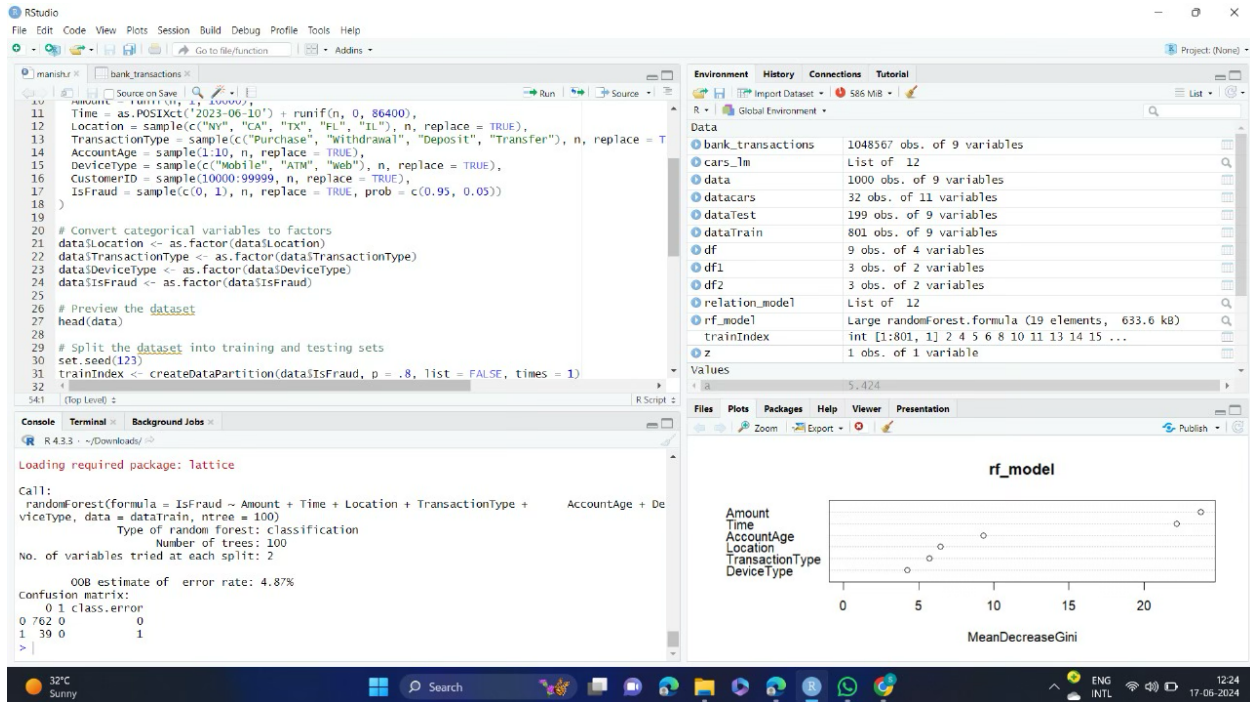 RStudio
File Edit Code View Plots Session Build Debug Profile Tools Help
Go to file/function Addins Project: (None)
manish.r bank_transactions
Source on Save Run Source
11 Time = as.POSIXct('2023-06-10') + runif(n, 0, 86400),
12 Location = sample(c("NY", "CA", "TX", "FL", "IL"), n, replace = TRUE),
13 TransactionType = sample(c("Purchase", "Withdrawal", "Deposit", "Transfer"), n, replace = T
14 AccountAge = sample(1:10, n, replace = TRUE),
15 DeviceType = sample(c("Mobile", "ATM", "Web"), n, replace = TRUE),
16 CustomerID = sample(10000:99999, n, replace = TRUE),
17 IsFraud = sample(c(0, 1), n, replace = TRUE, prob = c(0.95, 0.05))
18 )
19
20 # Convert categorical variables to factors
21 data$Location <- as.factor(data$Location)
22 data$TransactionType <- as.factor(data$TransactionType)
23 data$DeviceType <- as.factor(data$DeviceType)
24 data$IsFraud <- as.factor(data$IsFraud)
25
26 # Preview the dataset
27 head(data)
28
29 # Split the dataset into training and testing sets
30 set.seed(123)
31 trainIndex <- createDataPartition(data$IsFraud, p = .8, list = FALSE, times = 1)
32
54:1 (Top Level) R Script
Console Terminal Background Jobs
R 4.3.3 · ~/Downloads/
Loading required package: lattice
Call:
randomForest(formula = IsFraud ~ Amount + Time + Location + TransactionType + AccountAge + De
viceType, data = dataTrain, ntree = 100)
Type of random forest: classification
Number of trees: 100
No. of variables tried at each split: 2
OOB estimate of error rate: 4.87%
Confusion matrix:
0 1 class.error
0 762 0 0
1 39 0 1
>
Environment History Connections Tutorial
Import Dataset 586 MiB List
R Global Environment
Data
bank_transactions 1048567 obs. of 9 variables
cars_lm List of 12
data 1000 obs. of 9 variables
datacars 32 obs. of 11 variables
dataTest 199 obs. of 9 variables
dataTrain 801 obs. of 9 variables
df 9 obs. of 4 variables
df1 3 obs. of 2 variables
df2 3 obs. of 2 variables
relation_model List of 12
rf_model Large randomForest.formula (19 elements, 633.6 kB)
trainIndex int [1:801, 1] 2 4 5 6 8 10 11 13 14 15 ...
z 1 obs. of 1 variable
Values
a 5.424
Files Plots Packages Help Viewer Presentation
Zoom Export Publish
rf_model
Amount
Time
AccountAge
Location
TransactionType
DeviceType
0 5 10 15 20
MeanDecreaseGini
32°C
Sunny
Search
ENG
INTL
12:24
17-06-2024